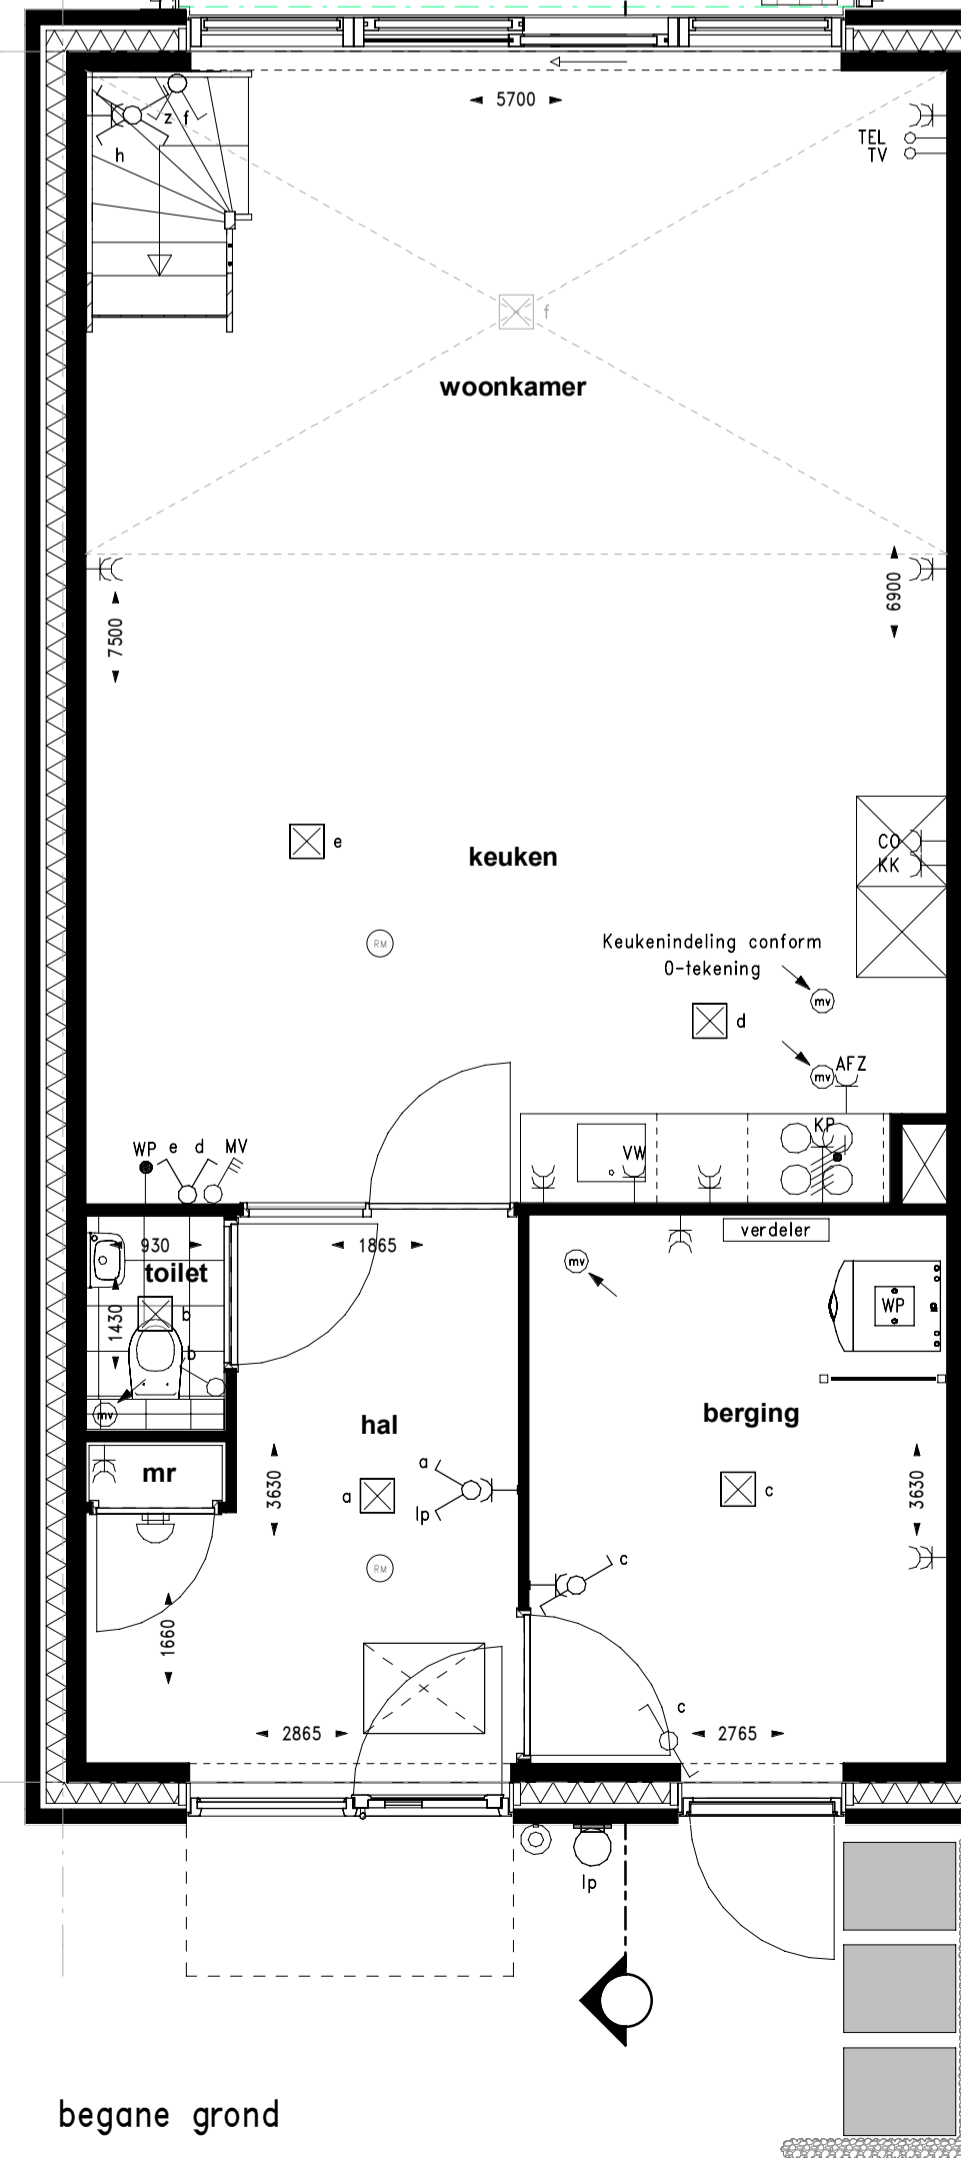 5700
z f
h
TEL
TV
f
woonkamer
7500
6900
e
keuken
CO
KK
RM
Keukenindeling conform
0-tekening
mv
d
mv
AFZ
KP
WP e d MV
VW
930
toilet
1865
verdeler
mv
1430
b
WP
b
mv
hal
berging
mr
3630
a
a
lp
c
3630
RM
c
1660
c
2865
2765
lp
begane grond